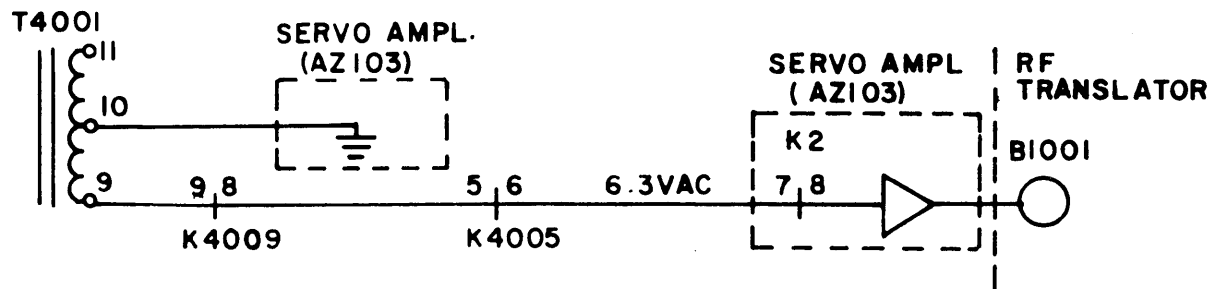 T4001
11
SERVO AMPL.
(AZ103)
10
9
9 8
K4009
5 6
K4005
6.3VAC
SERVO AMPL
(AZ103)
K2
7 8
RF
TRANSLATOR
B1001